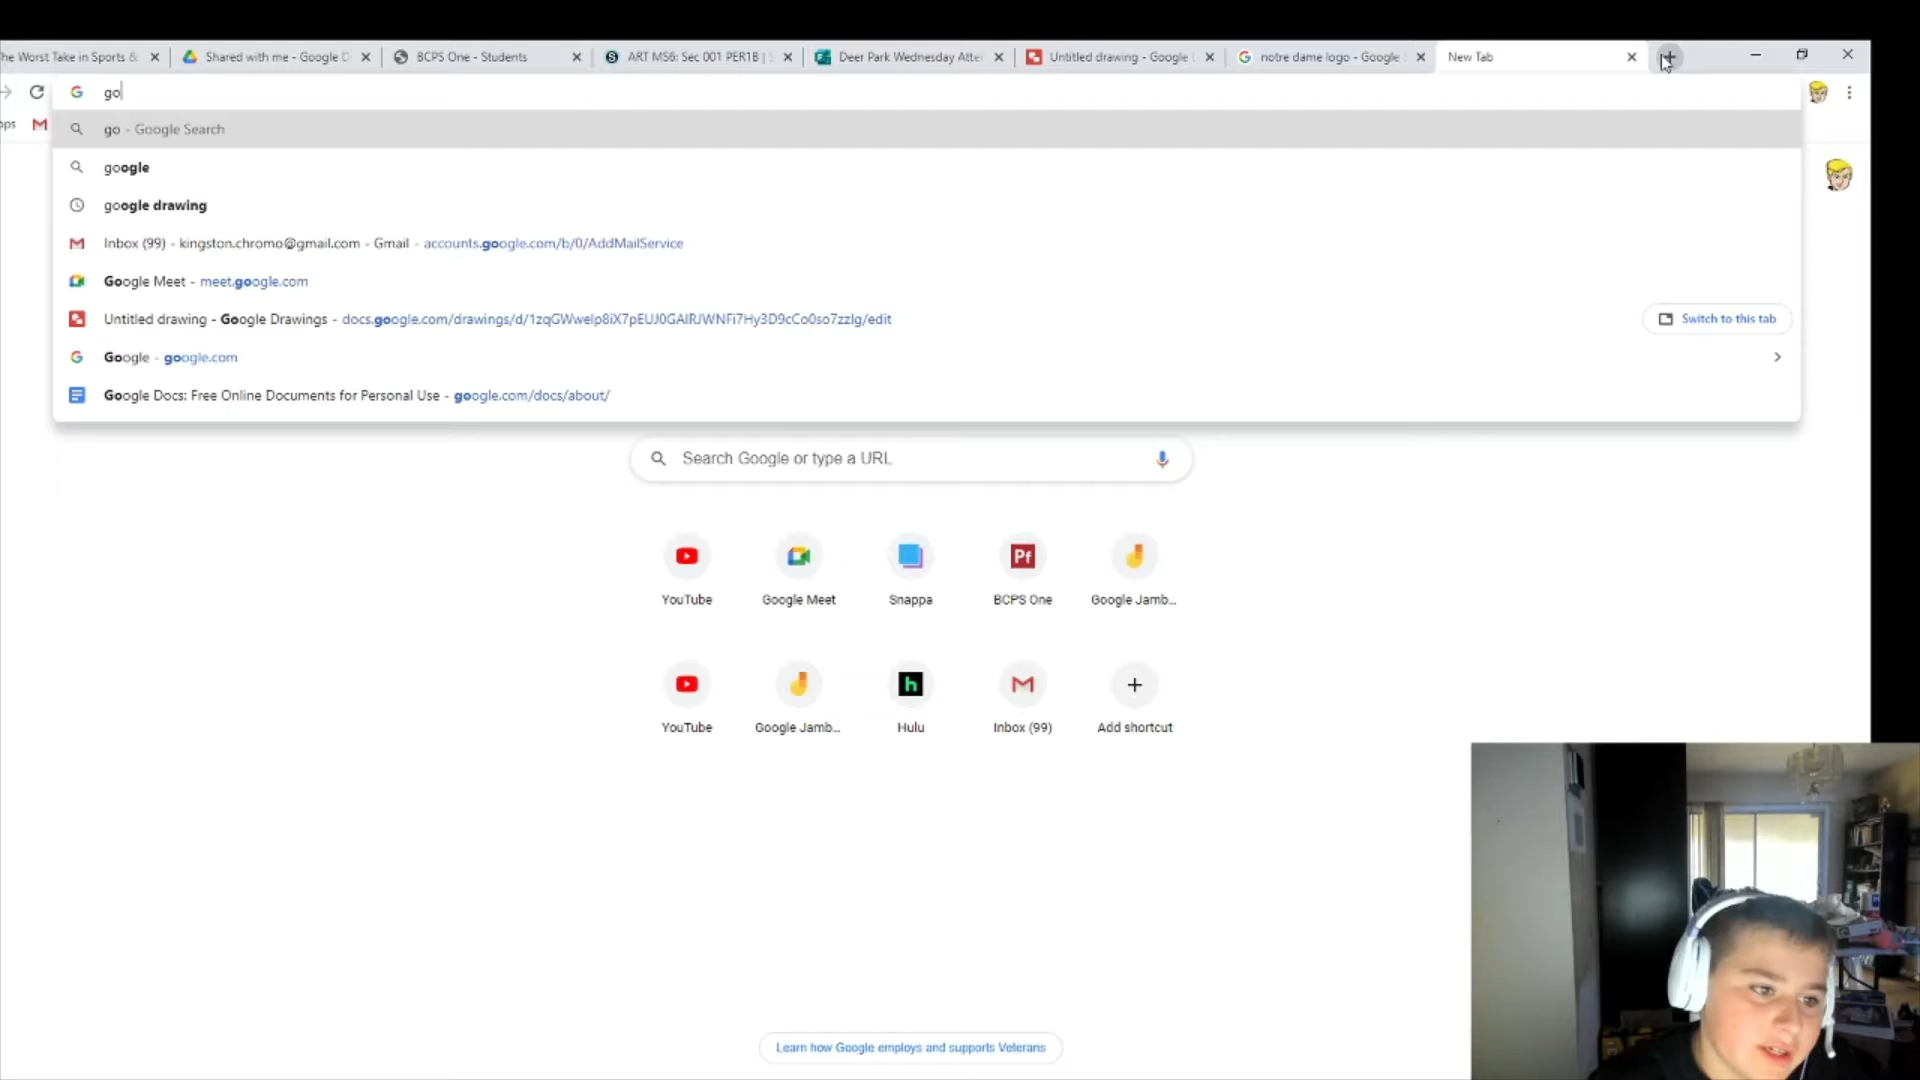 The Worst Take in Sports &
Shared with me - Google D
BCPS One - Students
ART MS6: Sec 001 PER1B | S
Deer Park Wednesday Atte
Untitled drawing - Google D
notre dame logo - Google S
New Tab
go
go - Google Search
google
google drawing
Inbox (99) - kingston.chromo@gmail.com - Gmail - accounts.google.com/b/0/AddMailService
Google Meet - meet.google.com
Untitled drawing - Google Drawings - docs.google.com/drawings/d/1zqGWwelp8iX7pEUJ0GAlRJWNFi7Hy3D9cCo0so7zzIg/edit
Switch to this tab
Google - google.com
Google Docs: Free Online Documents for Personal Use - google.com/docs/about/
Search Google or type a URL
Pf
YouTube
Google Meet
Snappa
BCPS One
Google Jamb...
h
YouTube
Google Jamb...
Hulu
Inbox (99)
Add shortcut
Learn how Google employs and supports Veterans